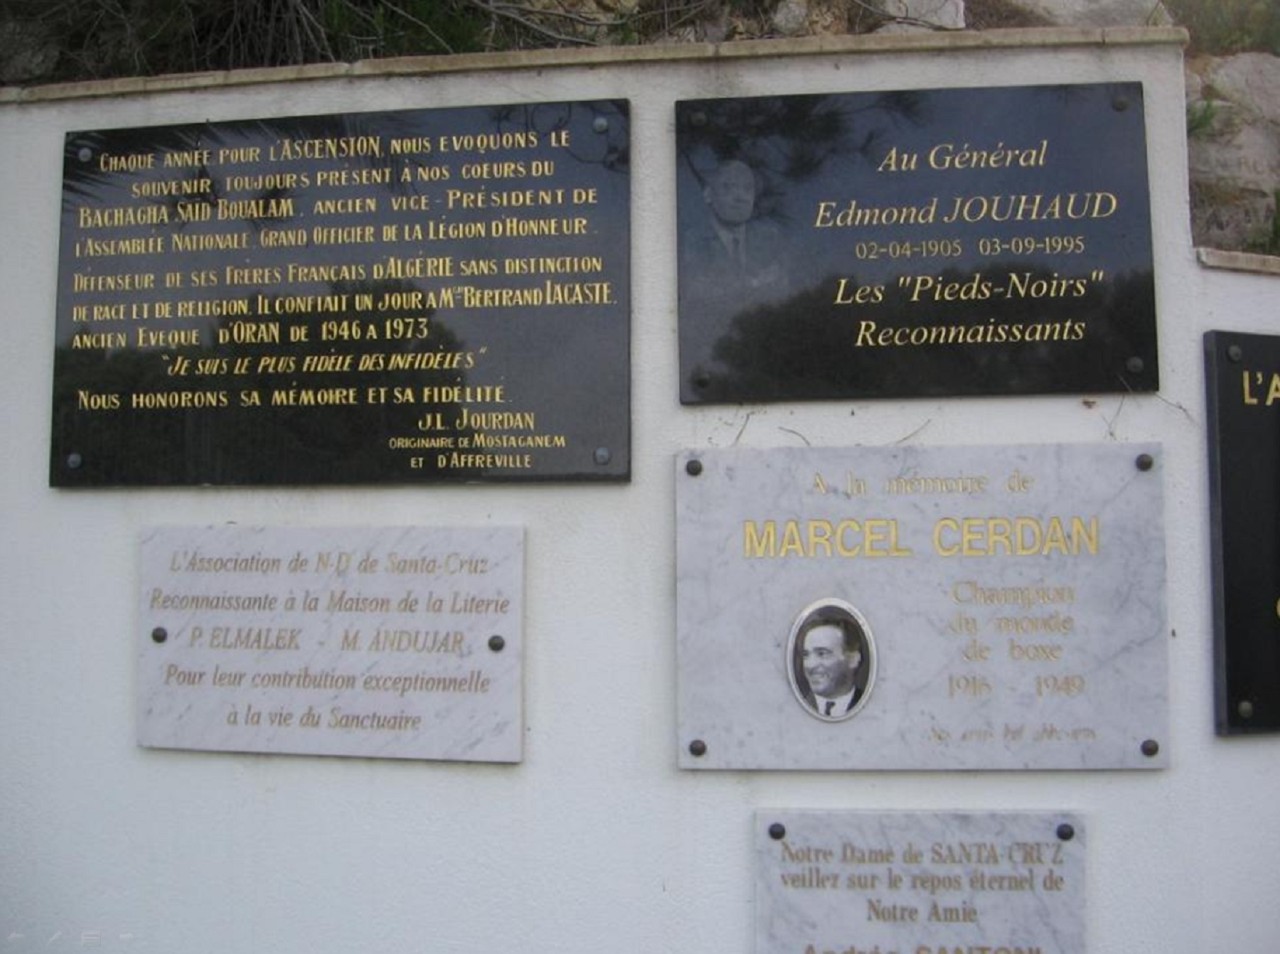 CHAQUE ANNÉE POUR L'ASCENSION, NOUS EVOQUONS LE
SOUVENIR TOUJOURS PRÉSENT À NOS COEURS DU
BACHAGHA SAID BOUALAM, ANCIEN VICE-PRÉSIDENT DE
L'ASSEMBLÉE NATIONALE, GRAND OFFICIER DE LA LÉGION D'HONNEUR.
DÉFENSEUR DE SES FRÈRES FRANÇAIS D'ALGÉRIE SANS DISTINCTION
DE RACE ET DE RELIGION. IL CONFIAIT UN JOUR A MGR BERTRAND LACASTE.
ANCIEN EVEQUE D'ORAN DE 1946 A 1973
"JE SUIS LE PLUS FIDÈLE DES INFIDÈLES"
NOUS HONORONS SA MÉMOIRE ET SA FIDÉLITÉ.
J.L. JOURDAN
ORIGINAIRE DE MOSTAGANEM
ET D'AFFREVILLE
Au Général
Edmond JOUHAUD
02-04-1905 03-09-1995
Les "Pieds-Noirs"
Reconnaissants
L'Association de N-D de Santa-Cruz
Reconnaissante à la Maison de la Literie
P. ELMALEK - M. ANDUJAR
Pour leur contribution exceptionnelle
à la vie du Sanctuaire
A la mémoire de
MARCEL CERDAN
Champion
du monde
de boxe
1916 1949
Notre Dame de SANTA-CRUZ
veillez sur le repos éternel de
Notre Amie
L'A